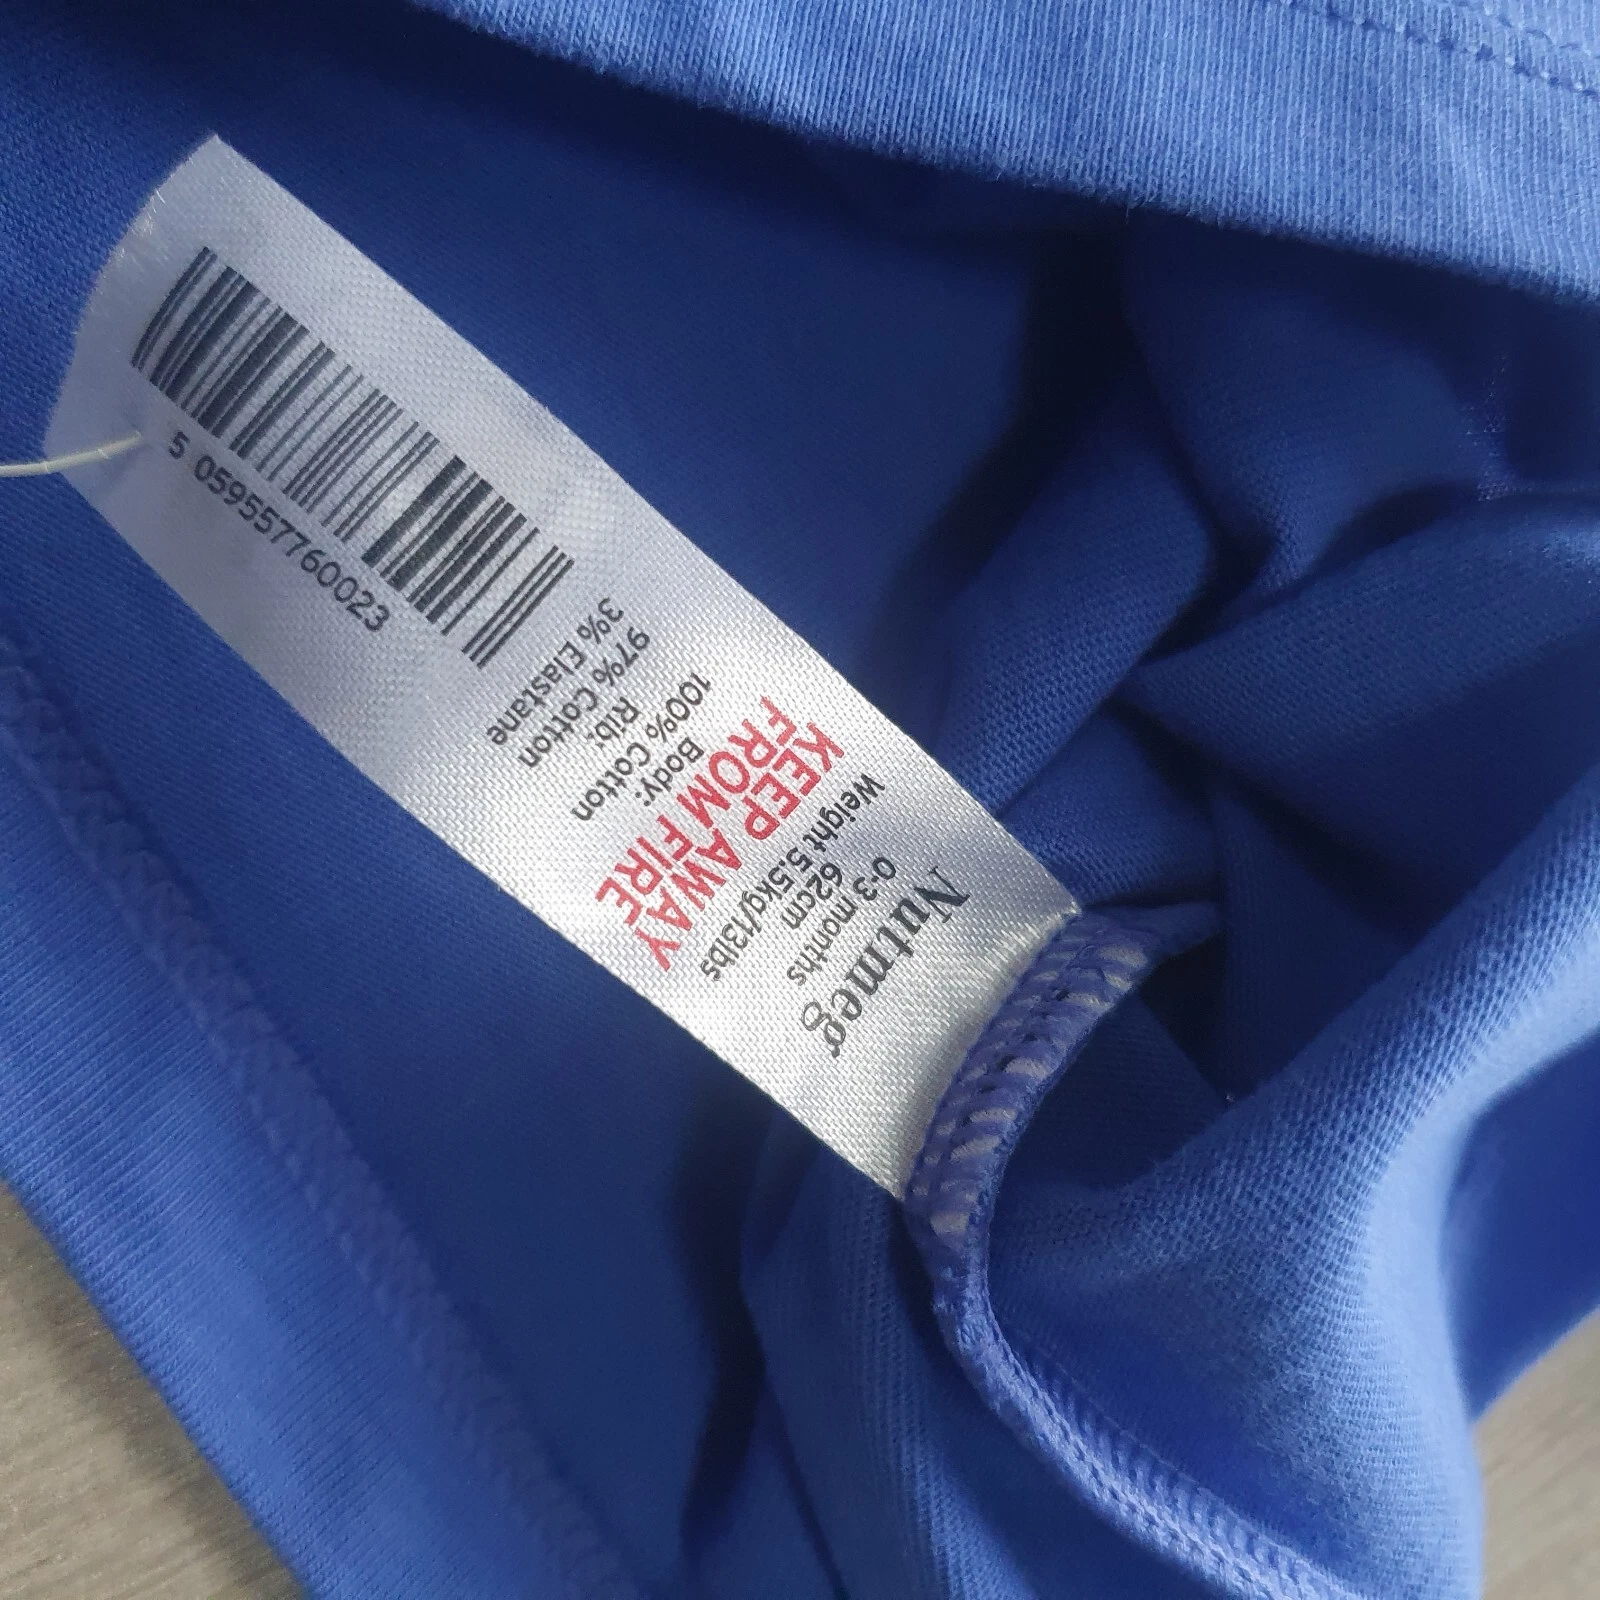 Nutmeg
0-3 months
62cm
Weight 5.5kg/13lbs
KEEP AWAY
FROM FIRE
Body:
100% Cotton
Rib:
97% Cotton
3% Elastane
5 059557760023